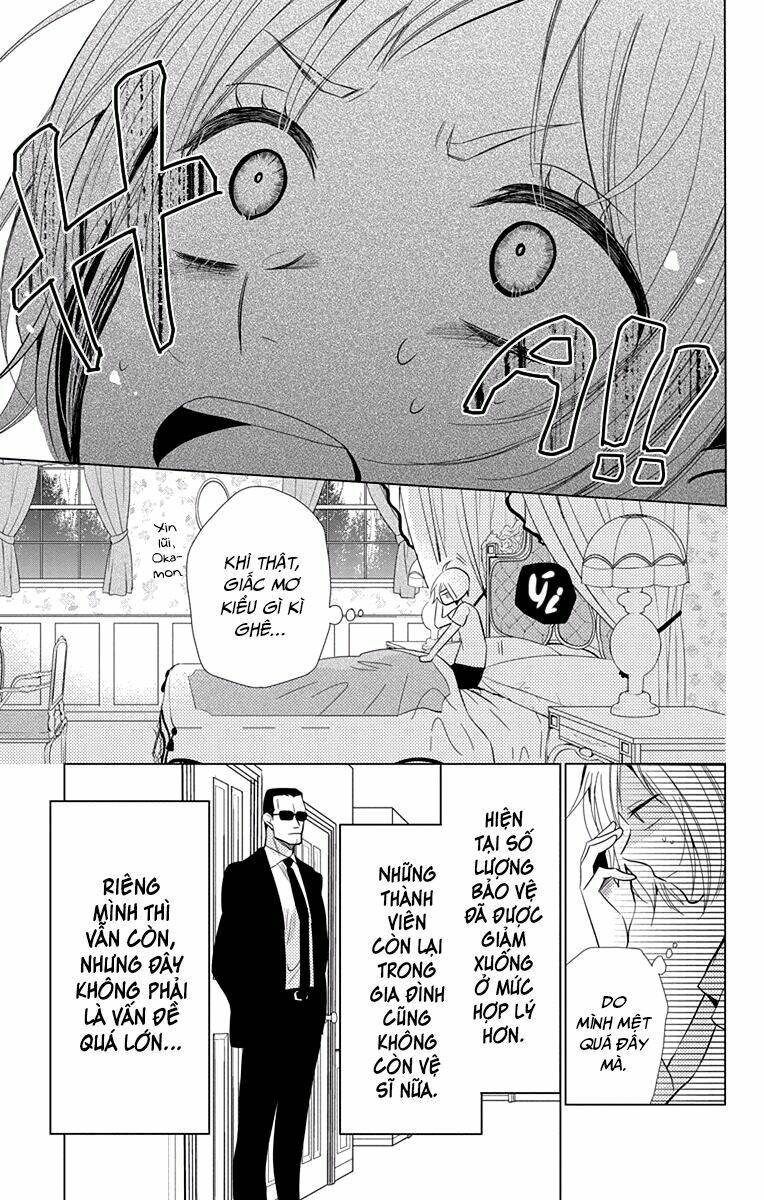 A!!
Úi
KHỈ THẬT,
GIẤC MƠ
KIỂU GÌ KÌ
GHÊ...
Xin
lũi,
Oka-
mon
DO
MÌNH MỆT
QUÁ ĐẤY
MÀ.
HIỆN
TẠI SỐ
LƯỢNG
BẢO VỆ
ĐÃ ĐƯỢC
GIẢM
XUỐNG
Ở MỨC
HỢP LÝ
HƠN.
NHỮNG
THÀNH
VIÊN
CÒN LẠI
TRONG
GIA ĐÌNH
CŨNG
KHÔNG
CÒN VỆ
SĨ NỮA.
RIÊNG
MÌNH THÌ
VẪN CÒN,
NHƯNG ĐÂY
KHÔNG PHẢI
LÀ VẤN ĐỀ
QUÁ LỚN...